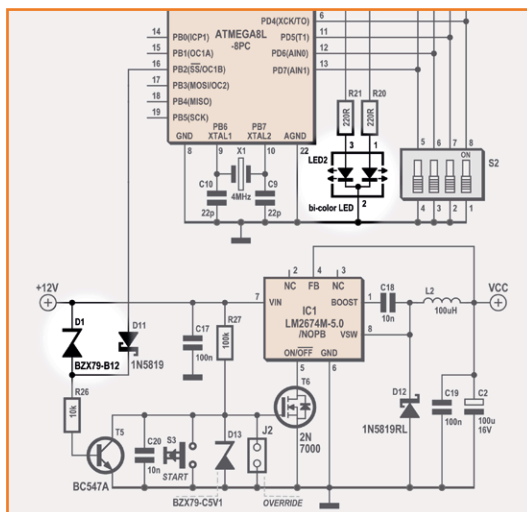 14
PB0(ICP1)
ATMEGA8L
-8PC
PD4(XCK/TO)
6
15
PB1(OC1A)
PD5(T1)
11
16
PB2(SS/OC1B)
PD6(AIN0)
12
17
PB3(MOSI/OC2)
PD7(AIN1)
13
18
PB4(MISO)
19
PB5(SCK)
R21
R20
220R
220R
PB6
XTAL1
PB7
XTAL2
GND
AGND
8
9
X1
10
22
3
1
LED2
5
6
7
8
ON
S2
C10
4MHz
C9
22p
22p
bi-color LED
2
4
3
2
1
+12V
2
4
3
NC
FB
NC
C18
L2
VCC
7
VIN
BOOST
1
10n
100uH
IC1
LM2674M-5.0
/NOPB
VSW
8
D1
D11
C17
R27
BZX79-B12
1N5819
100n
100k
ON/OFF
GND
5
6
R26
T6
D12
C19
C2
10k
2N
7000
1N5819RL
100n
100u
16V
T5
C20
S3
D13
J2
10n
START
BC547A
BZX79-C5V1
OVERRIDE